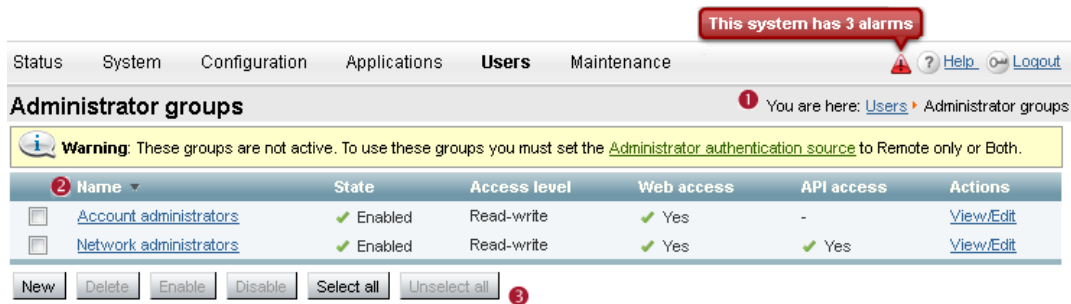 This system has 3 alarms
Status System Configuration Applications Users Maintenance ? Help Logout
Administrator groups 1 You are here: Users Administrator groups
i Warning: These groups are not active. To use these groups you must set the Administrator authentication source to Remote only or Both.
2 Name State Access level Web access API access Actions
Account administrators Enabled Read-write Yes - View/Edit
Network administrators Enabled Read-write Yes Yes View/Edit
New Delete Enable Disable Select all Unselect all 3